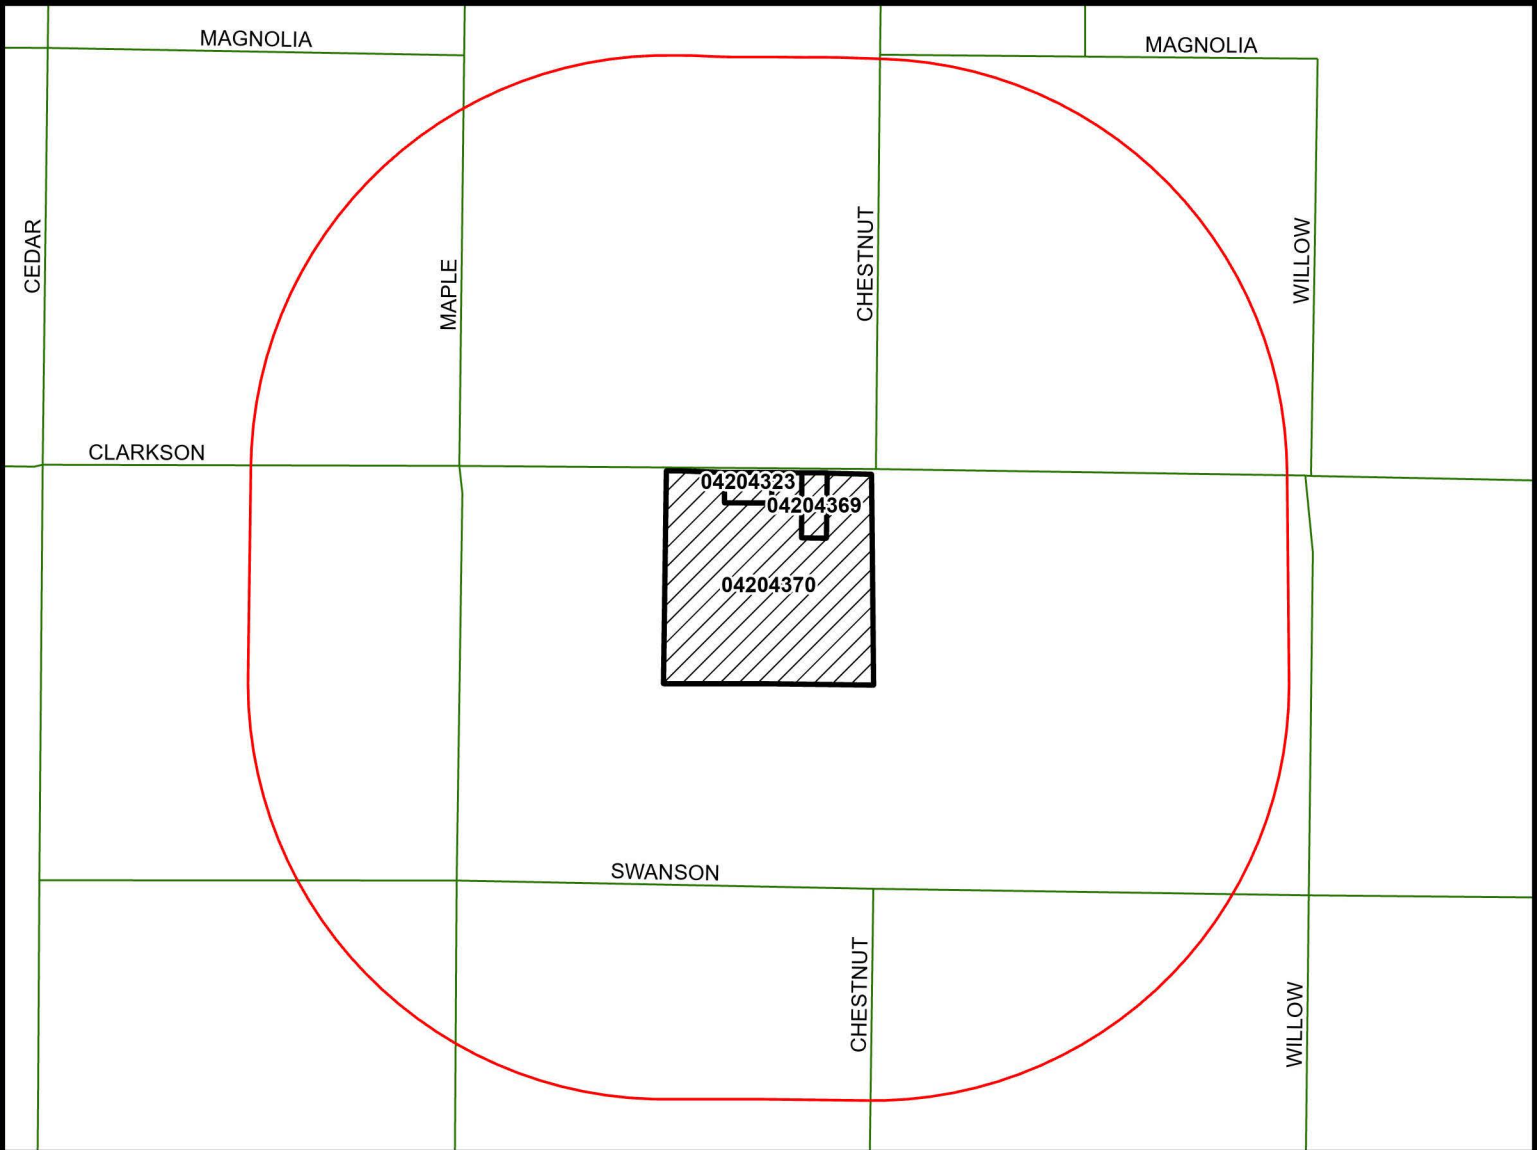 MAGNOLIA
MAGNOLIA
CEDAR
MAPLE
CHESTNUT
WILLOW
CLARKSON
04204323
04204369
04204370
SWANSON
CHESTNUT
WILLOW